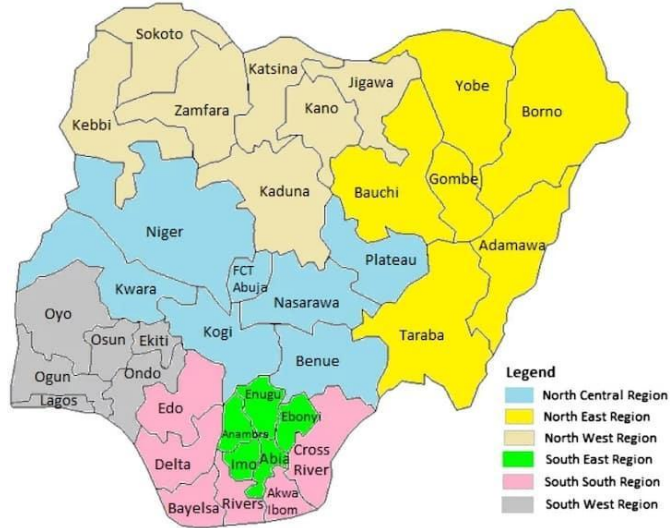 Sokoto
Katsina
Jigawa
Yobe
Borno
Zamfara
Kano
Kebbi
Kaduna
Bauchi
Gombe
Niger
Adamawa
Plateau
FCT
Abuja
Kwara
Nasarawa
Oyo
Kogi
Taraba
Osun
Ekiti
Benue
Ogun
Ondo
Lagos
Edo
Enugu
Ebonyi
Anambra
Delta
Imo
Abia
Cross
River
Bayelsa
Rivers
Akwa
Ibom
Legend
North Central Region
North East Region
North West Region
South East Region
South South Region
South West Region